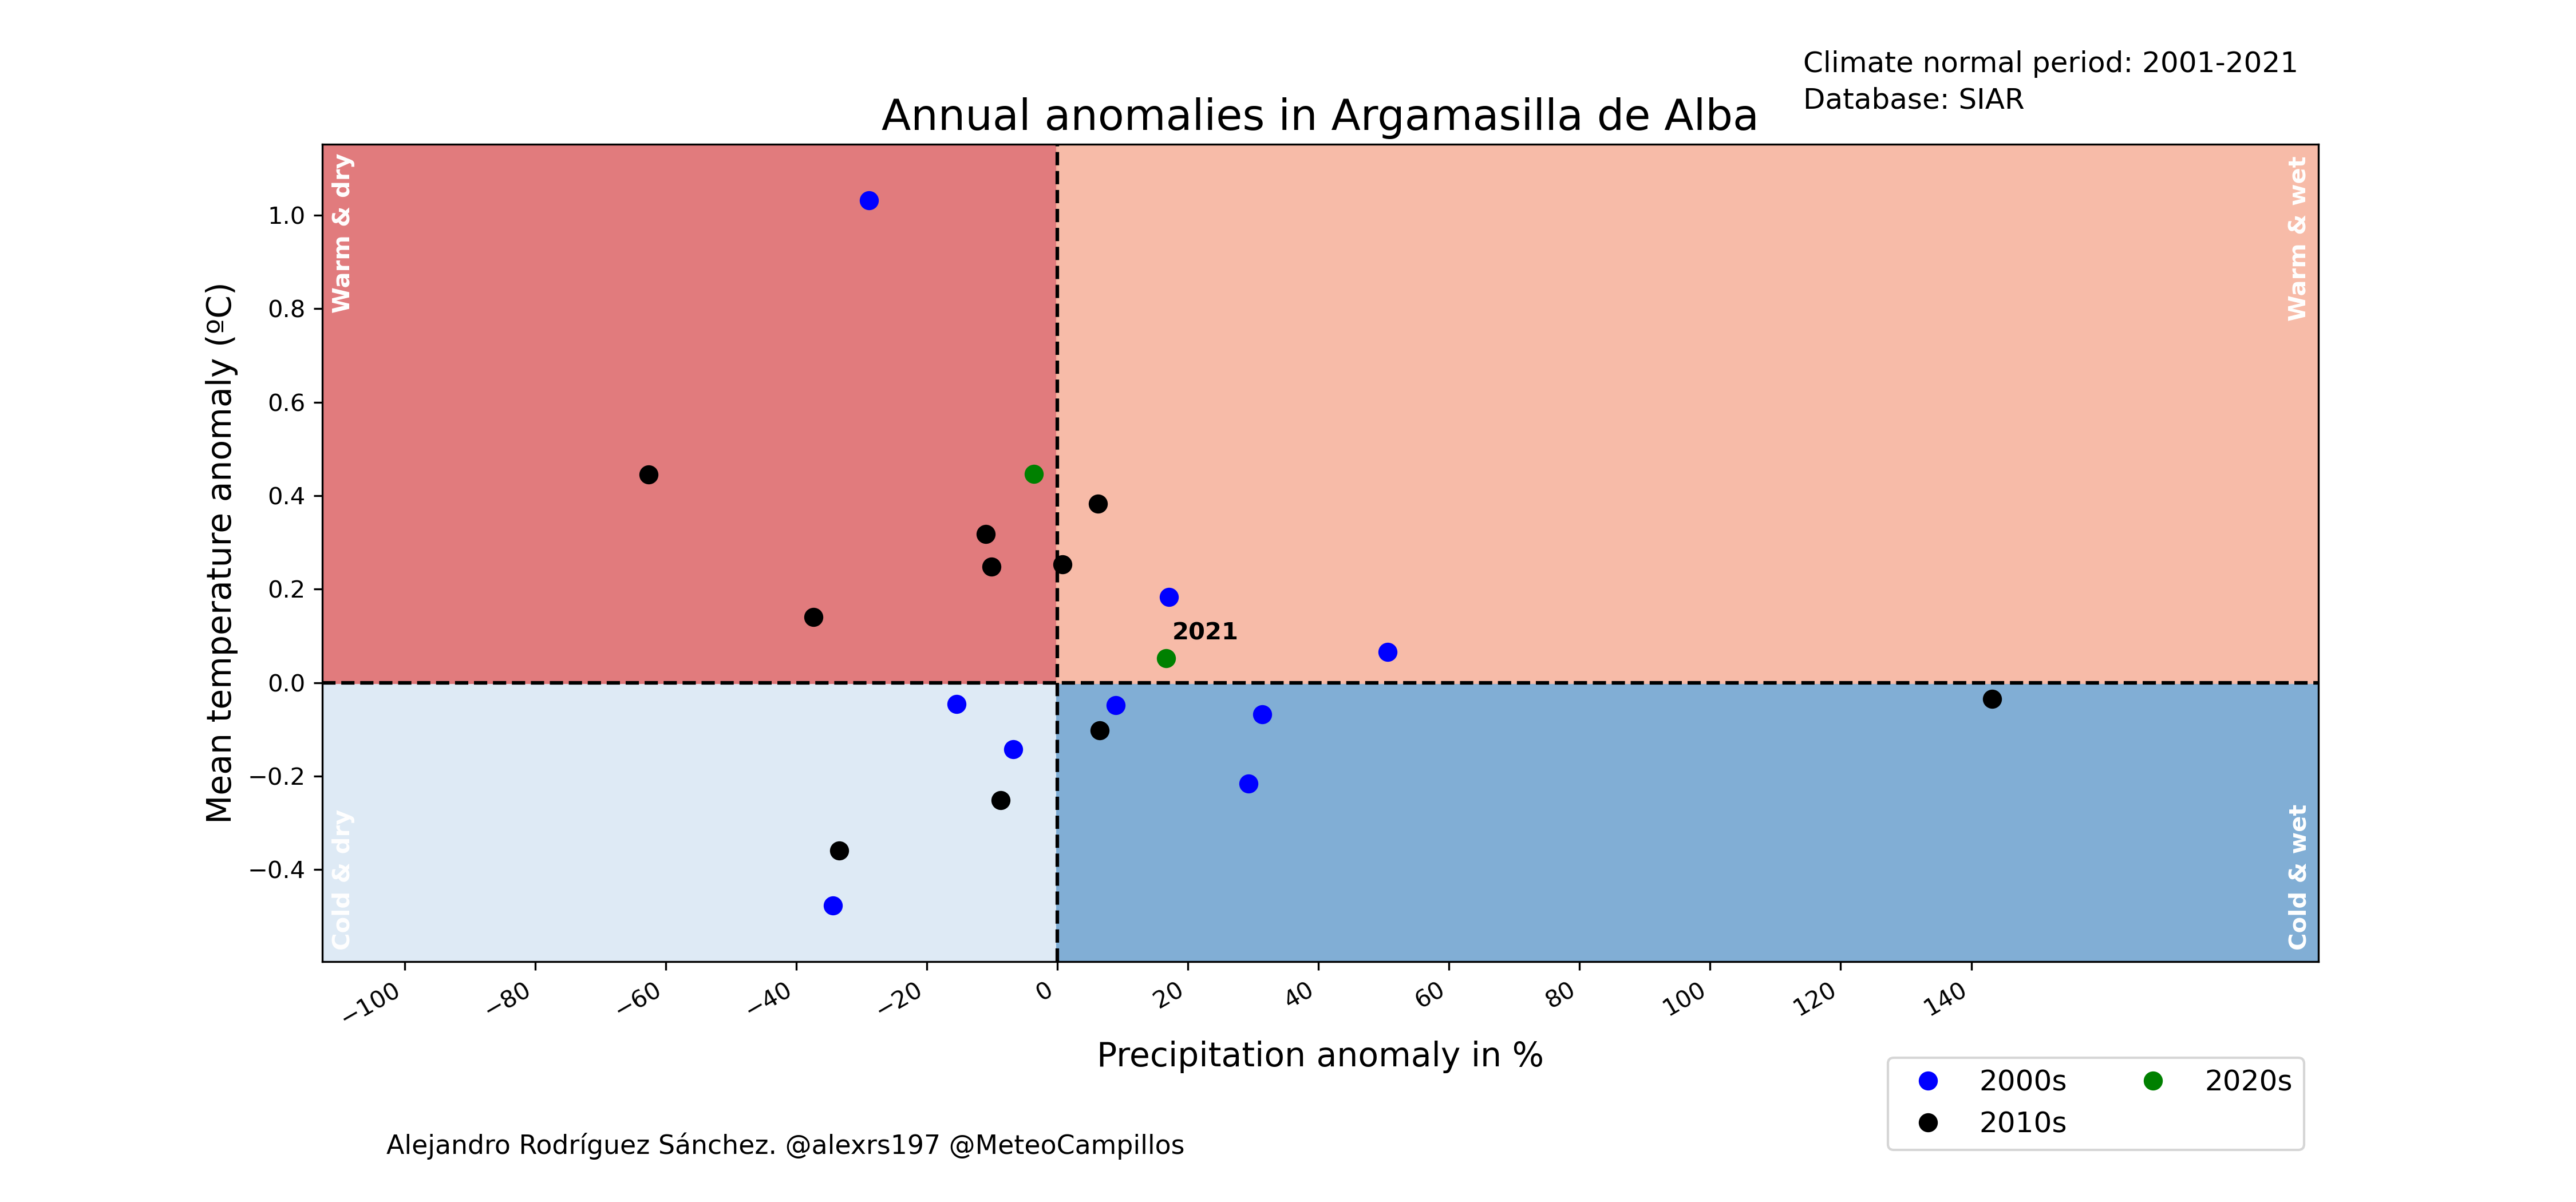 Climate normal period: 2001-2021
Database: SIAR
Annual anomalies in Argamasilla de Alba
Warm & dry
Warm & wet
Mean temperature anomaly (ºC)
1.0
0.8
0.6
0.4
0.2
0.0
−0.2
−0.4
2021
Cold & dry
Cold & wet
−100 −80 −60 −40 −20 0 20 40 60 80 100 120 140
Precipitation anomaly in %
2000s 2020s
2010s
Alejandro Rodríguez Sánchez. @alexrs197 @MeteoCampillos